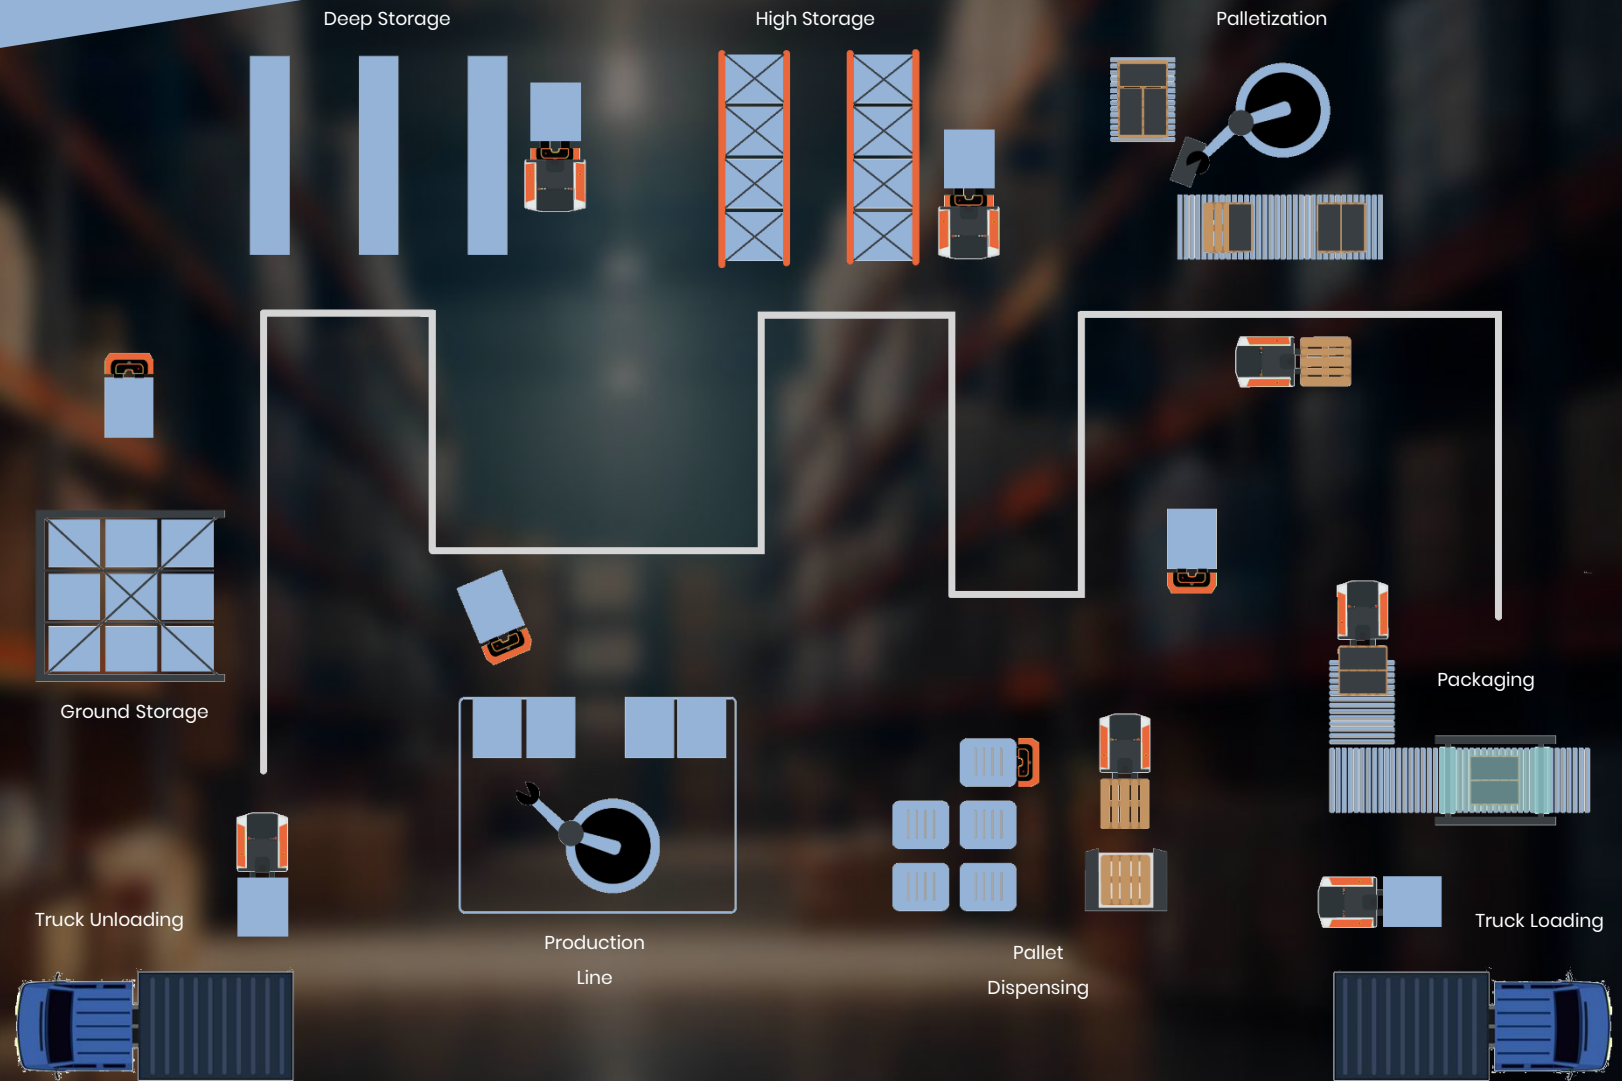 Deep Storage
High Storage
Palletization
Ground Storage
Packaging
Truck Unloading
Truck Loading
Production
Line
Pallet
Dispensing